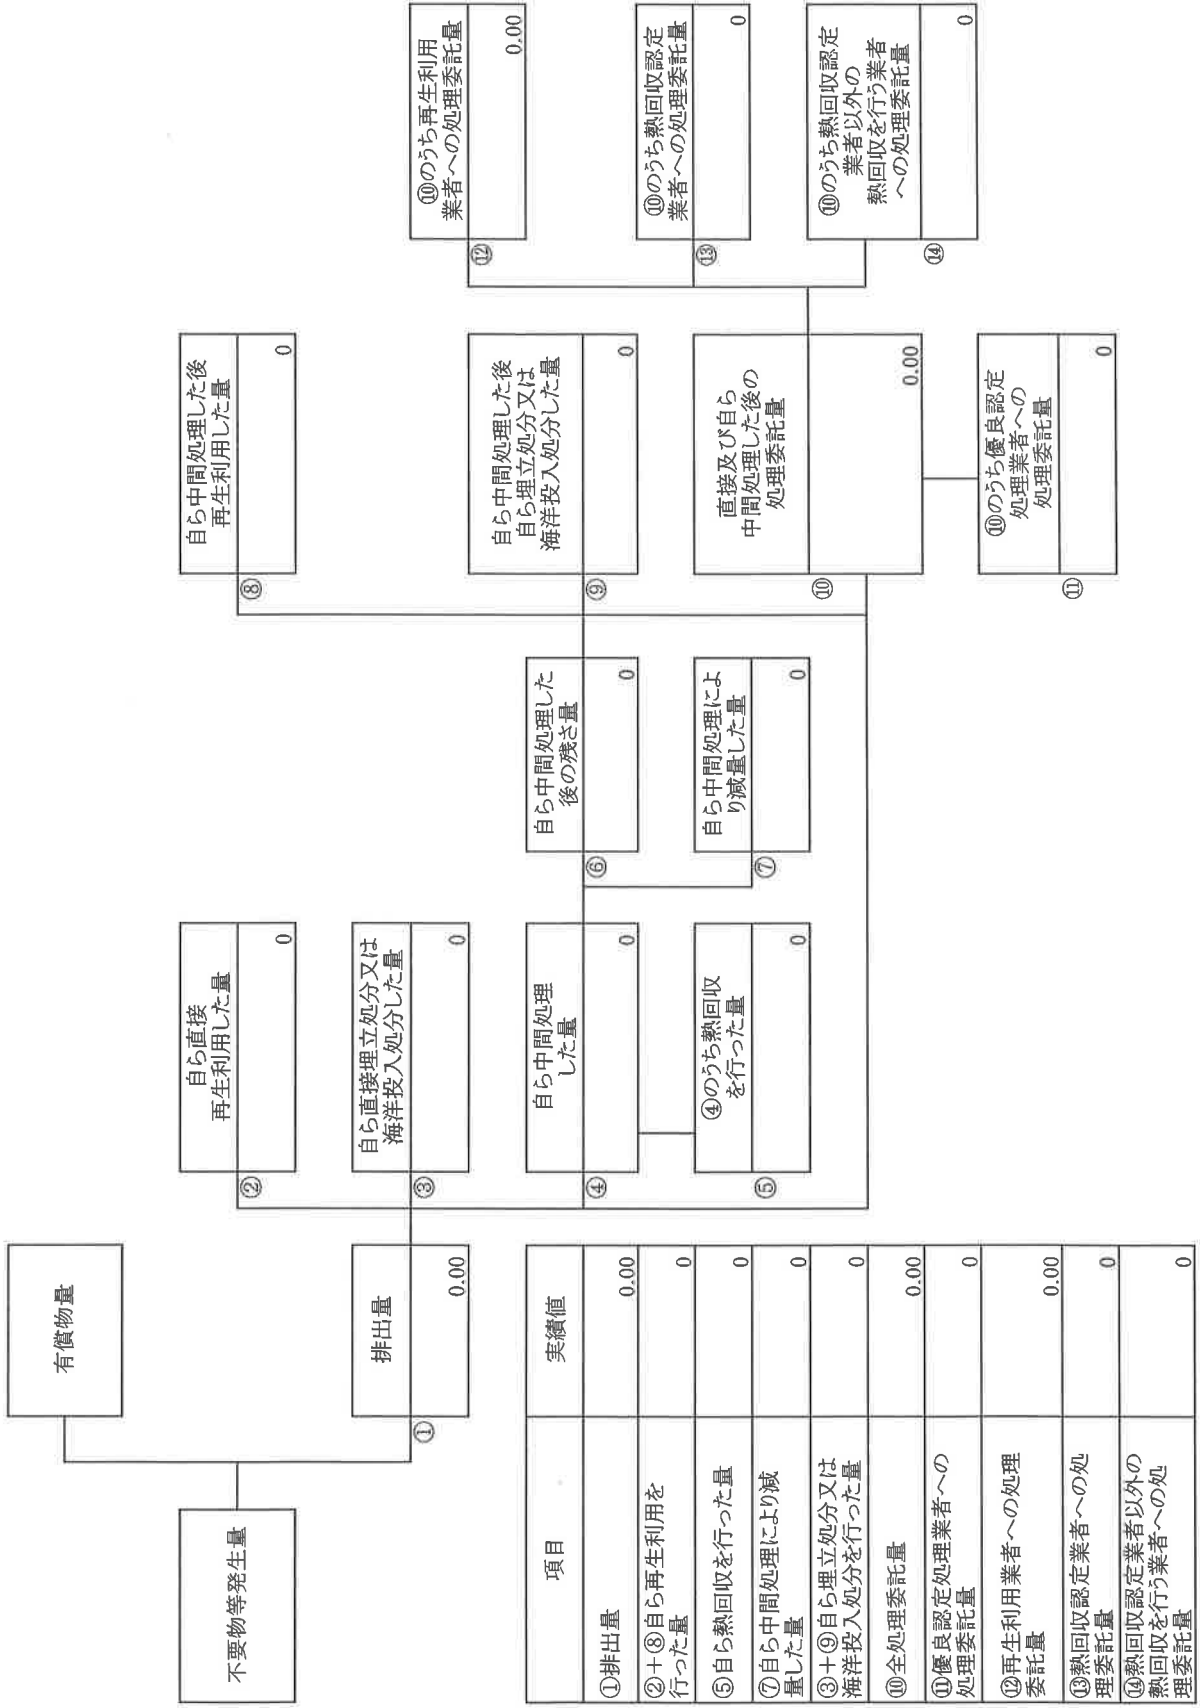 不要物等発生量
有償物量
排出量
①
0.00
自ら直接
再生利用した量
②
0
自ら直接埋立処分又は
海洋投入処分した量
③
0
自ら中間処理
した量
④
0
④のうち熱回収
を行った量
⑤
0
自ら中間処理した
後の残さ量
⑥
0
自ら中間処理によ
り減量した量
⑦
0
自ら中間処理した後
再生利用した量
⑧
0
自ら中間処理した後
自ら埋立処分又は
海洋投入処分した量
⑨
0
直接及び自ら
中間処理した後の
処理委託量
⑩
0.00
⑩のうち優良認定
処理業者への
処理委託量
⑪
0
⑩のうち再生利用
業者への処理委託量
⑫
0.00
⑩のうち熱回収認定
業者への処理委託量
⑬
0
⑩のうち熱回収認定
業者以外の
熱回収を行う業者
への処理委託量
⑭
0
項目 実績値
①排出量 0.00
②＋⑧自ら再生利用を
行った量 0
⑤自ら熱回収を行った量 0
⑦自ら中間処理により減
量した量 0
③＋⑨自ら埋立処分又は
海洋投入処分を行った量 0
⑩全処理委託量 0.00
⑪優良認定処理業者への
処理委託量 0
⑫再生利用業者への処理
委託量 0.00
⑬熱回収認定業者への処
理委託量 0
⑭熱回収認定業者以外の
熱回収を行う業者への処
理委託量 0